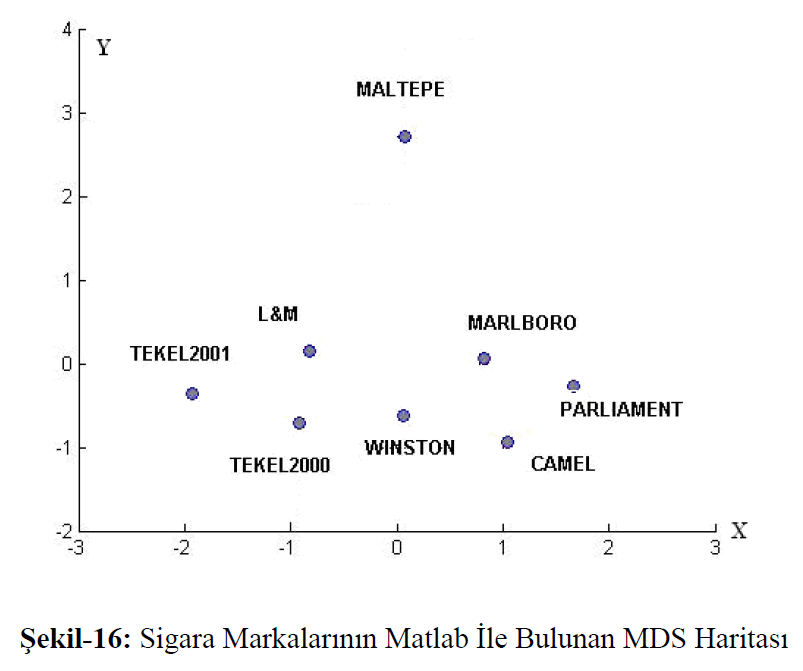 4
Y
MALTEPE
3
2
1
L&M
MARLBORO
TEKEL2001
0
PARLIAMENT
WINSTON
-1
TEKEL2000
CAMEL
-2
X
-3 -2 -1 0 1 2 3
Şekil-16: Sigara Markalarının Matlab İle Bulunan MDS Haritası